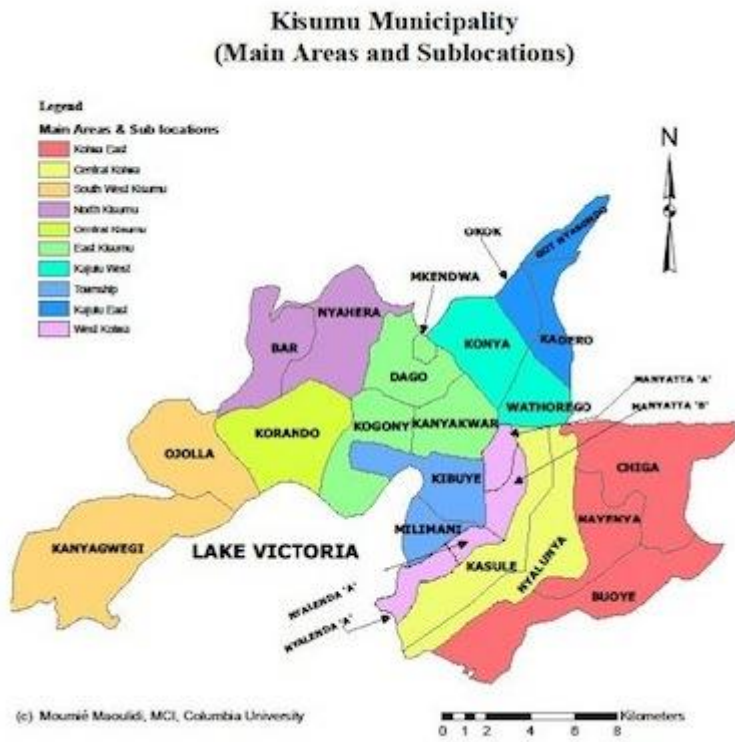 Kisumu Municipality
(Main Areas and Sublocations)
Legend
Main Areas & Sub locations
Kolwa East
Central Kolwa
South West Kisumu
North Kisumu
Central Kisumu
East Kisumu
Kajulu West
Township
Kajulu East
West Kolwa
N
GOT NYABONDO
OKOK
MKENDWA
NYAHERA
BAR
KONYA
KADERO
DAGO
MANYATTA 'A'
WATHOREGO
MANYATTA 'B'
KOGONY
KANYAKWAR
KORANDO
OJOLLA
KIBUYE
CHIGA
MAYENYA
MILIMANI
KANYAGWEGI
LAKE VICTORIA
KASULE
NYALUNYA
NYALENDA 'A'
BUOYE
NYALENDA 'A'
(c) Moumié Maoulidi, MCI, Columbia University
0 1 2 4 6 8
Kilometers